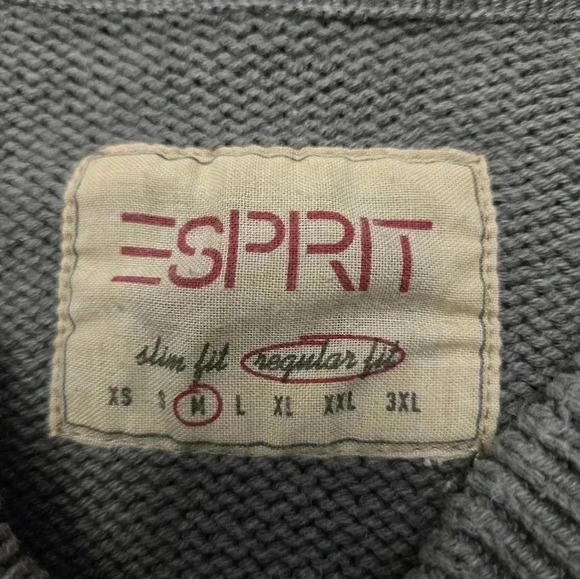 ESPRIT
slim fit regular fit
XS S M L XL XXL 3XL